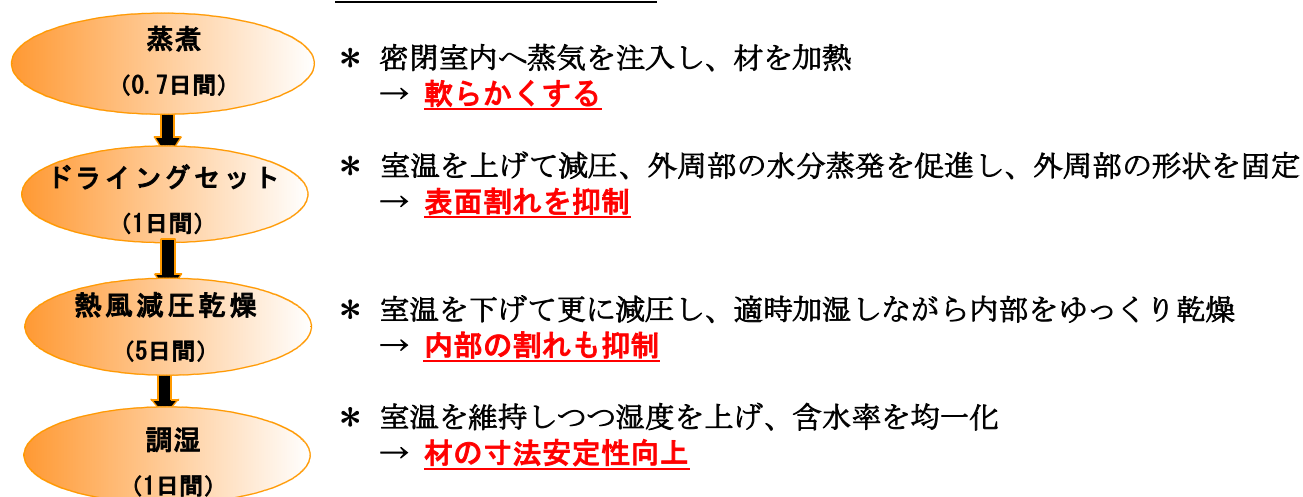 蒸煮
(0.7日間)
＊ 密閉室内へ蒸気を注入し、材を加熱
→ 軟らかくする
ドライングセット
(1日間)
＊ 室温を上げて減圧、外周部の水分蒸発を促進し、外周部の形状を固定
→ 表面割れを抑制
熱風減圧乾燥
(5日間)
＊ 室温を下げて更に減圧し、適時加湿しながら内部をゆっくり乾燥
→ 内部の割れも抑制
調湿
(1日間)
＊ 室温を維持しつつ湿度を上げ、含水率を均一化
→ 材の寸法安定性向上